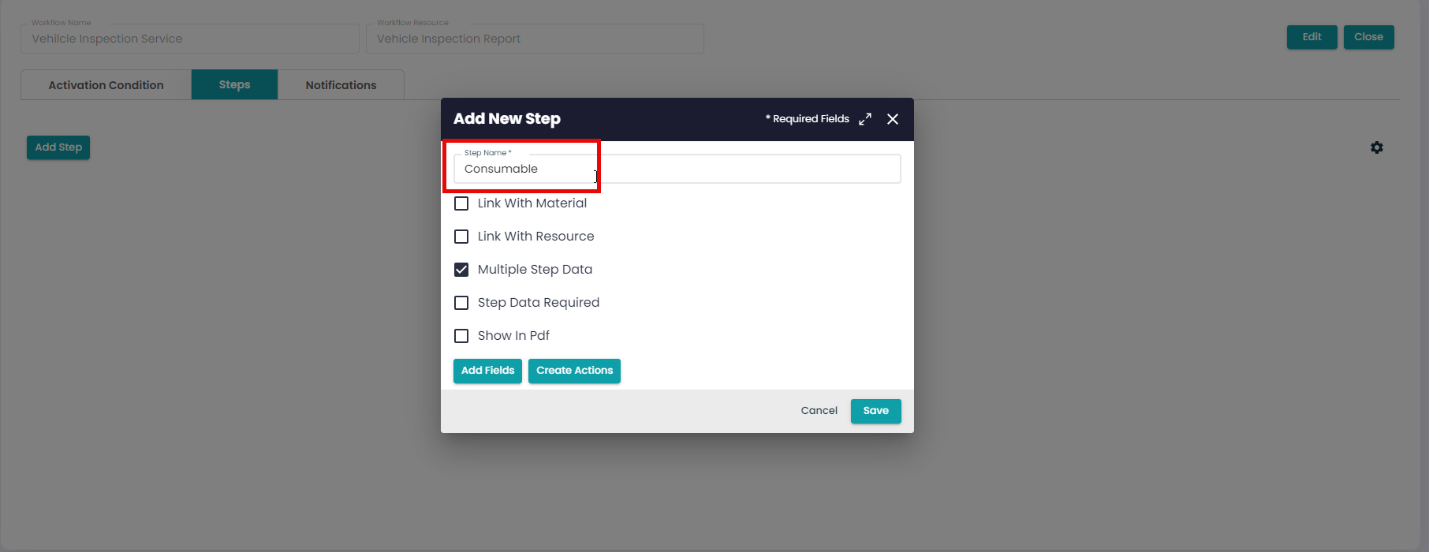 Workflow Name
Vehilcie Inspection Service
Workflow Resource
Vehicle Inspection Report
Edit
Close
Activation Condition
Steps
Notifications
Add Step
Add New Step
* Required Fields
Step Name *
Consumable
Link With Material
Link With Resource
Multiple Step Data
Step Data Required
Show In Pdf
Add Fields
Create Actions
Cancel
Save